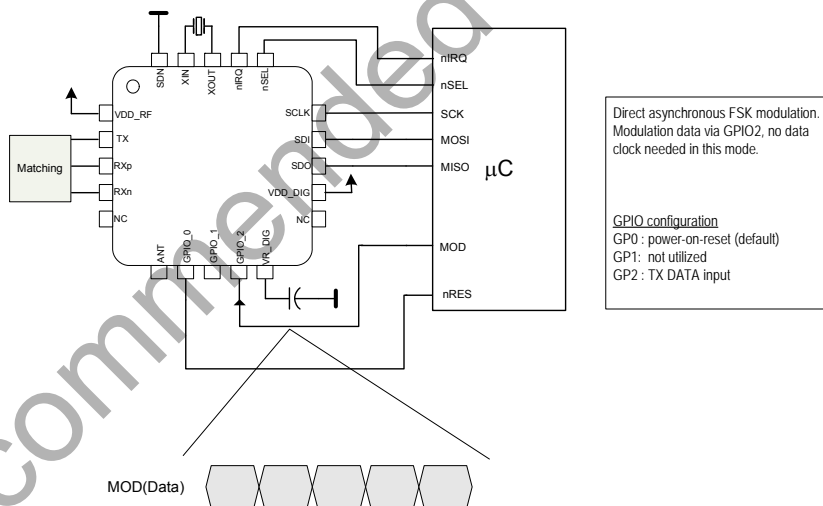 SDN
XIN
XOUT
nIRQ
nSEL
VDD_RF
TX
RXp
RXn
NC
Matching
SCLK
SDI
SDO
VDD_DIG
NC
ANT
GPIO_0
GPIO_1
GPIO_2
VR_DIG
nIRQ
nSEL
SCK
MOSI
MISO
μC
MOD
nRES
Direct asynchronous FSK modulation.
Modulation data via GPIO2, no data
clock needed in this mode.
GPIO configuration
GP0 : power-on-reset (default)
GP1: not utilized
GP2 : TX DATA input
MOD(Data)
commended